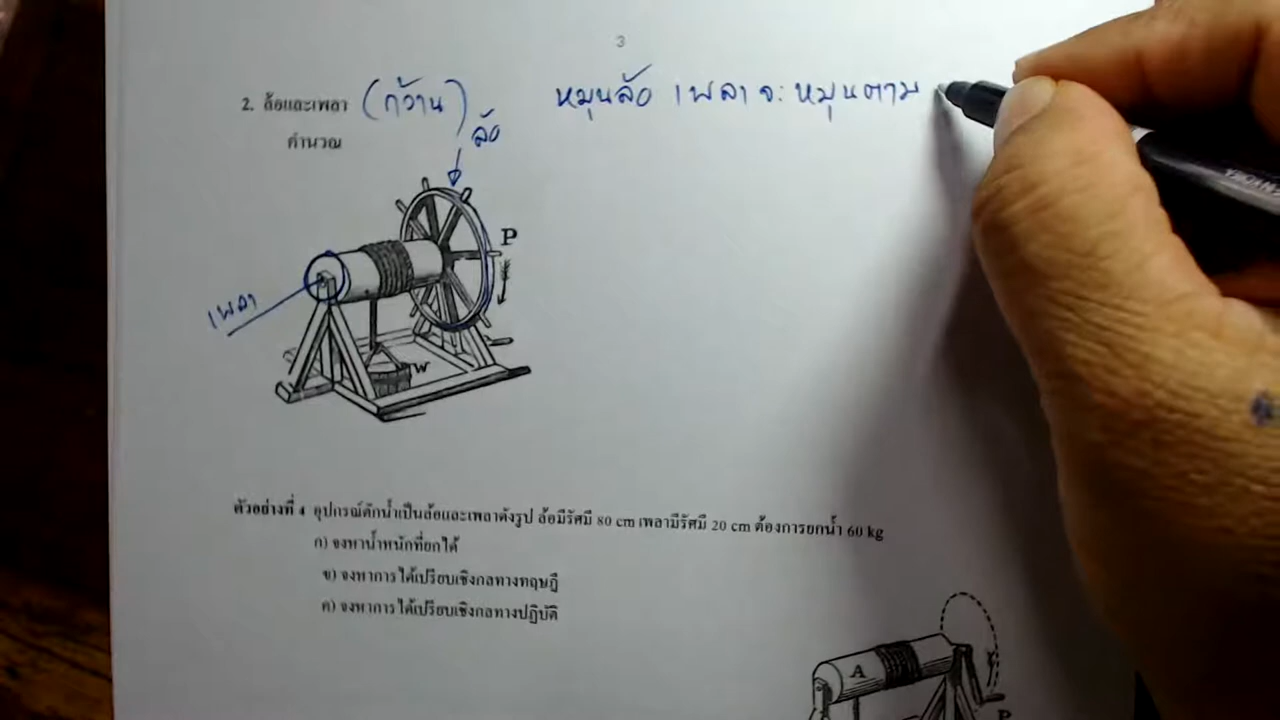 3
2. ล้อและเพลา (กว้าน) หมุนล้อ เพลาจะหมุนตาม
ล้อ
คำนวณ
P
เพลา
W
ตัวอย่างที่ 4 อุปกรณ์ตักน้ำเป็นล้อและเพลาดังรูป ล้อมีรัศมี 80 cm เพลามีรัศมี 20 cm ต้องการยกน้ำ 60 kg
ก) จงหาน้ำหนักที่ยกได้
ข) จงหาการได้เปรียบเชิงกลทางทฤษฎี
ค) จงหาการได้เปรียบเชิงกลทางปฏิบัติ
A
P